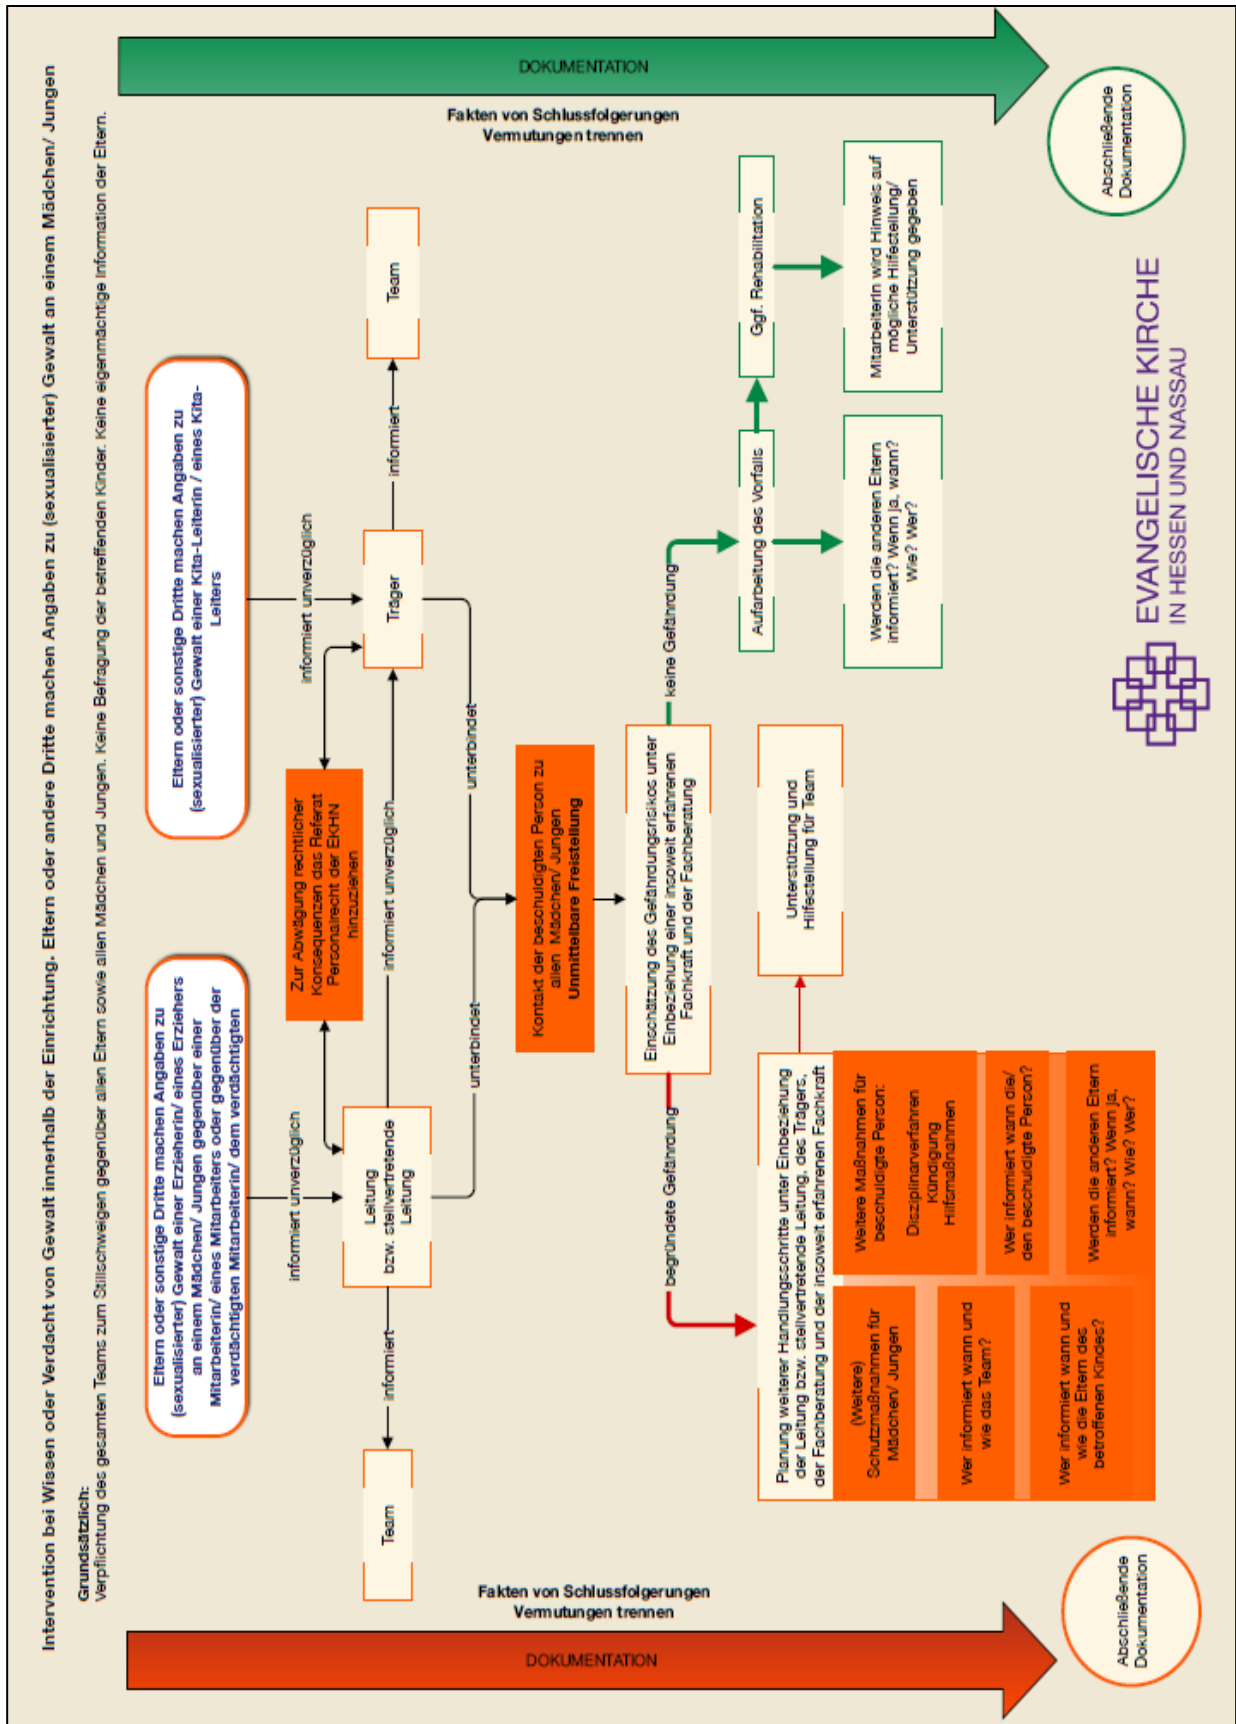 Intervention bei Wissen oder Verdacht von Gewalt innerhalb der Einrichtung. Eltern oder andere Dritte machen Angaben zu (sexualisierter) Gewalt an einem Mädchen/ Jungen
Grundsätzlich:
Verpflichtung des gesamten Teams zum Stillschweigen gegenüber allen Eltern sowie allen Mädchen und Jungen. Keine Befragung der betreffenden Kinder. Keine eigenmächtige Information der Eltern.
Eltern oder sonstige Dritte machen Angaben zu
(sexualisierter) Gewalt einer Erzieherin/ eines Erziehers
an einem Mädchen/ Jungen gegenüber einer
Mitarbeiterin/ eines Mitarbeiters oder gegenüber der
verdächtigten Mitarbeiterin/ dem verdächtigten
Eltern oder sonstige Dritte machen Angaben zu
(sexualisierter) Gewalt einer Kita-Leiterin / eines Kita-
Leiters
informiert unverzüglich
Zur Abwägung rechtlicher
Konsequenzen das Referat
Personalrecht der EKHN
hinzuziehen
informiert unverzüglich
Team
informiert
Leitung
bzw. stellvertretende
Leitung
informiert unverzüglich
Träger
informiert
Team
unterbindet
unterbindet
Kontakt der beschuldigten Person zu
allen Mädchen/ Jungen
Unmittelbare Freistellung
Einschätzung des Gefährdungsrisikos unter
Einbeziehung einer insoweit erfahrenen
Fachkraft und der Fachberatung
begründete Gefährdung
keine Gefährdung
Planung weiterer Handlungsschritte unter Einbeziehung
der Leitung bzw. stellvertretende Leitung, des Trägers,
der Fachberatung und der insoweit erfahrenen Fachkraft
(Weitere)
Schutzmaßnahmen für
Mädchen/ Jungen
Weitere Maßnahmen für
beschuldigte Person:
Disziplinarverfahren
Kündigung
Hilfsmaßnahmen
Wer informiert wann und
wie das Team?
Wer informiert wann die/
den beschuldigte Person?
Wer informiert wann und
wie die Eltern des
betroffenen Kindes?
Werden die anderen Eltern
informiert? Wenn ja,
wann? Wie? Wer?
Unterstützung und
Hilfestellung für Team
Aufarbeitung des Vorfalls
Ggf. Rehabilitation
Werden die anderen Eltern
informiert? Wenn ja, wann?
Wie? Wer?
MitarbeiterIn wird Hinweis auf
mögliche Hilfestellung/
Unterstützung gegeben
DOKUMENTATION
Fakten von Schlussfolgerungen
Vermutungen trennen
Abschließende
Dokumentation
DOKUMENTATION
Fakten von Schlussfolgerungen
Vermutungen trennen
Abschließende
Dokumentation
EVANGELISCHE KIRCHE
IN HESSEN UND NASSAU